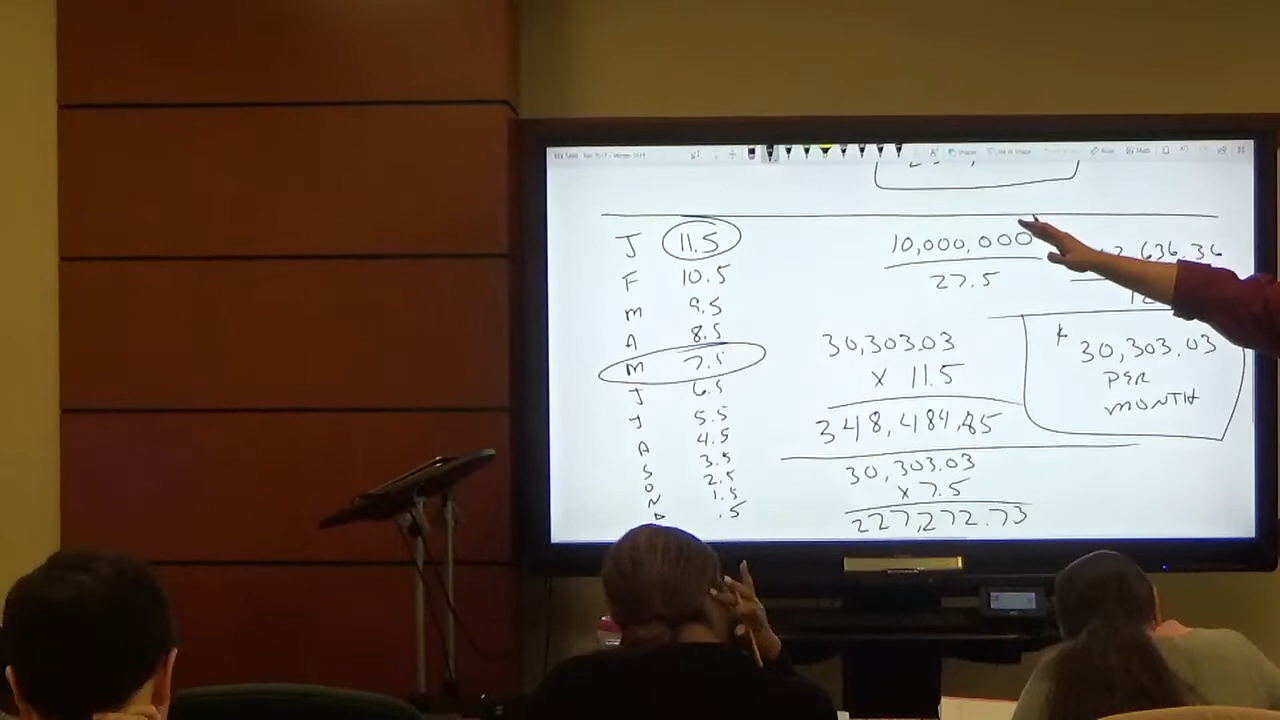 J 11.5
F 10.5
M 9.5
A 8.5
M 7.5
J 6.5
J 5.5
A 4.5
S 3.5
O 2.5
N 1.5
D .5
10,000,000
27.5
636.36
30,303.03
X 11.5
348,484.85
30,303.03
X 7.5
227,272.73
30,303.03
PER
MONTH